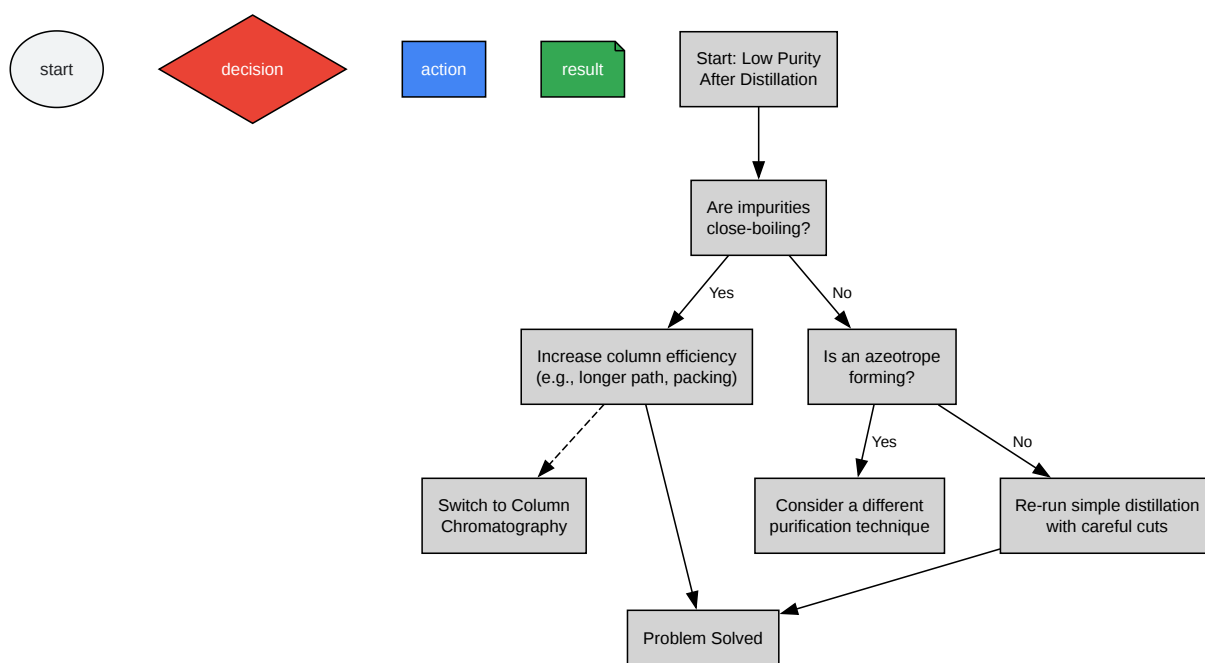 start
decision
action
result
Start: Low Purity
After Distillation
Are impurities
close-boiling?
Yes
No
Increase column efficiency
(e.g., longer path, packing)
Is an azeotrope
forming?
Yes
No
Switch to Column
Chromatography
Consider a different
purification technique
Re-run simple distillation
with careful cuts
Problem Solved